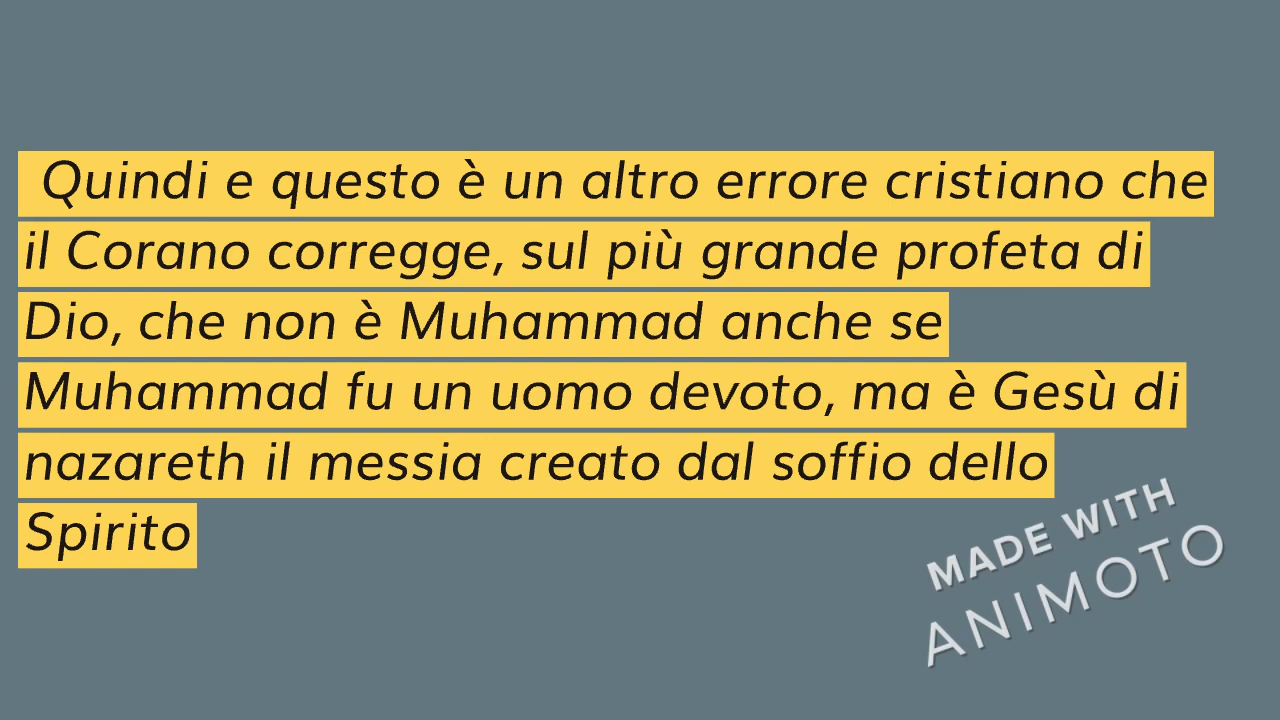 Quindi e questo è un altro errore cristiano che
il Corano corregge, sul più grande profeta di
Dio, che non è Muhammad anche se
Muhammad fu un uomo devoto, ma è Gesù di
nazareth il messia creato dal soffio dello
Spirito
MADE WITH
ANIMOTO